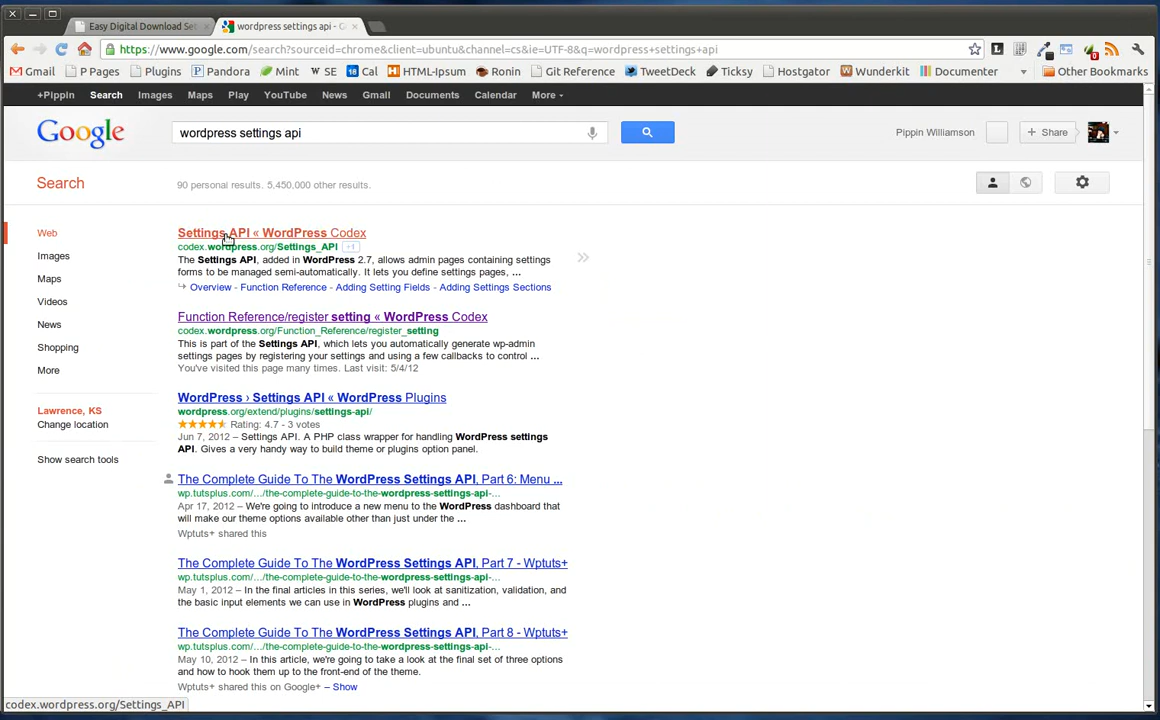 Easy Digital Download Set
wordpress settings api - G
https://www.google.com/search?sourceid=chrome&client=ubuntu&channel=cs&ie=UTF-8&q=wordpress+settings+api
Gmail P Pages Plugins Pandora Mint SE Cal HTML-Ipsum Ronin Git Reference TweetDeck Ticksy Hostgator Wunderkit Documenter Other Bookmarks
+Pippin Search Images Maps Play YouTube News Gmail Documents Calendar More
Google
wordpress settings api
Pippin Williamson
+ Share
Search
90 personal results. 5,450,000 other results.
Web
Images
Maps
Videos
News
Shopping
More
Lawrence, KS
Change location
Show search tools
Settings API « WordPress Codex
codex.wordpress.org/Settings_API +1
The Settings API, added in WordPress 2.7, allows admin pages containing settings
forms to be managed semi-automatically. It lets you define settings pages, ...
Overview - Function Reference - Adding Setting Fields - Adding Settings Sections
Function Reference/register setting « WordPress Codex
codex.wordpress.org/Function_Reference/register_setting
This is part of the Settings API, which lets you automatically generate wp-admin
settings pages by registering your settings and using a few callbacks to control ...
You've visited this page many times. Last visit: 5/4/12
WordPress › Settings API « WordPress Plugins
wordpress.org/extend/plugins/settings-api/
Rating: 4.7 - 3 votes
Jun 7, 2012 – Settings API. A PHP class wrapper for handling WordPress settings
API. Gives a very handy way to build theme or plugins option panel.
The Complete Guide To The WordPress Settings API, Part 6: Menu ...
wp.tutsplus.com/.../the-complete-guide-to-the-wordpress-settings-api-...
Apr 17, 2012 – We're going to introduce a new menu to the WordPress dashboard that
will make our theme options available other than just under the ...
Wptuts+ shared this
The Complete Guide To The WordPress Settings API, Part 7 - Wptuts+
wp.tutsplus.com/.../the-complete-guide-to-the-wordpress-settings-api-...
May 1, 2012 – In the final articles in this series, we'll look at sanitization, validation, and
the basic input elements we can use in WordPress plugins and ...
The Complete Guide To The WordPress Settings API, Part 8 - Wptuts+
wp.tutsplus.com/.../the-complete-guide-to-the-wordpress-settings-api-...
May 10, 2012 – In this article, we're going to take a look at the final set of three options
and how to hook them up to the front-end of the theme.
Wptuts+ shared this on Google+ – Show
codex.wordpress.org/Settings_API